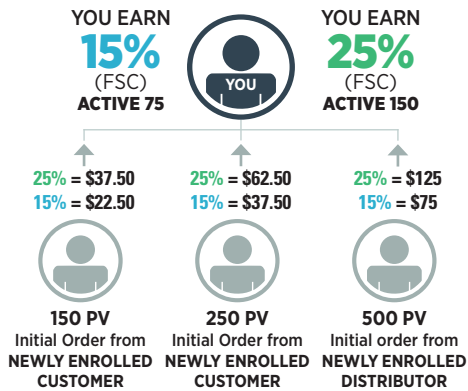 YOU EARN
15%
(FSC)
ACTIVE 75
YOU
YOU EARN
25%
(FSC)
ACTIVE 150
25% = $37.50
15% = $22.50
25% = $62.50
15% = $37.50
25% = $125
15% = $75
150 PV
Initial Order from
NEWLY ENROLLED
CUSTOMER
250 PV
Initial Order from
NEWLY ENROLLED
CUSTOMER
500 PV
Initial order from
NEWLY ENROLLED
DISTRIBUTOR